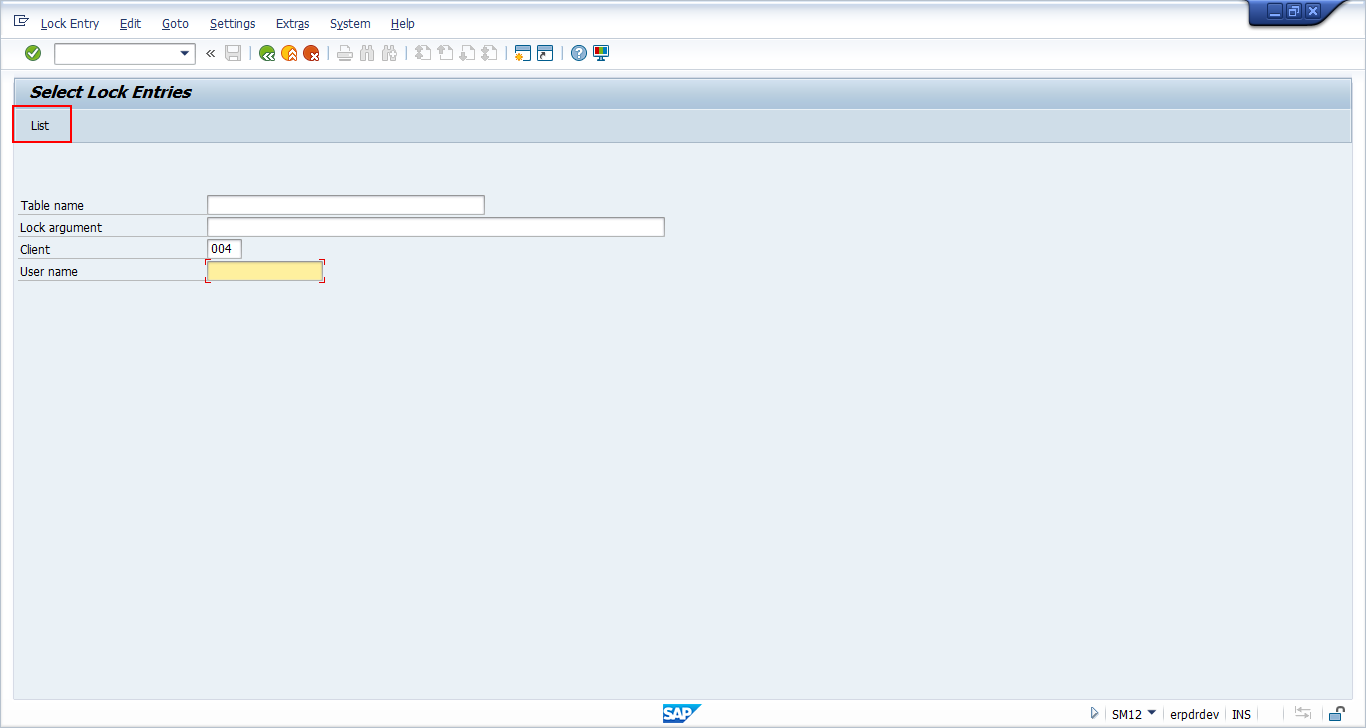 Lock Entry Edit Goto Settings Extras System Help
Select Lock Entries
List
Table name
Lock argument
Client 004
User name
SAP SM12 erpdrdev INS